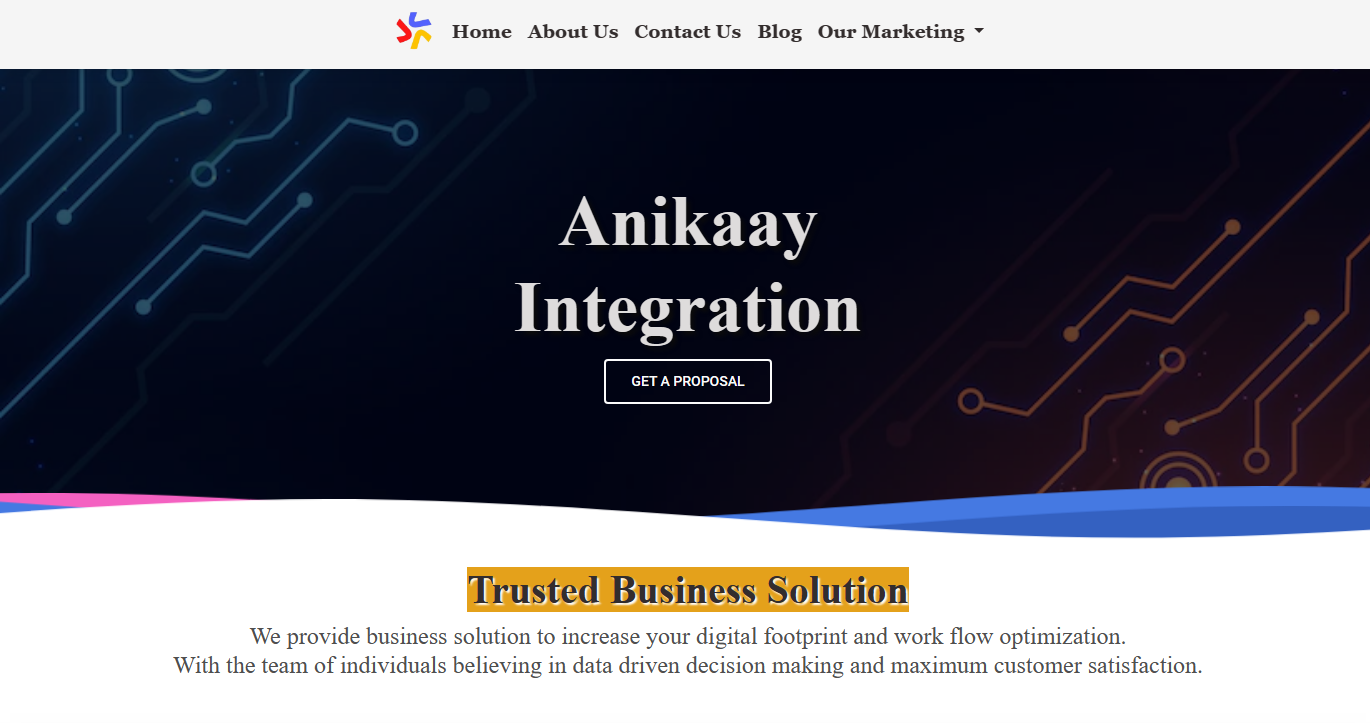 Home About Us Contact Us Blog Our Marketing
Anikaay
Integration
GET A PROPOSAL
Trusted Business Solution
We provide business solution to increase your digital footprint and work flow optimization.
With the team of individuals believing in data driven decision making and maximum customer satisfaction.